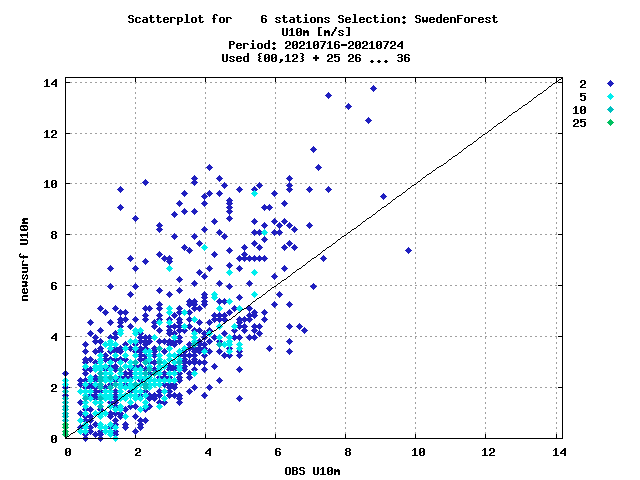 Scatterplot for    6 stations Selection: SwedenForest
U10m [m/s]
Period: 20210716-20210724
Used {00,12} + 25 26 ... 36
2
5
10
25
14
12
10
8
6
4
2
0
newsurf U10m
0 2 4 6 8 10 12 14
OBS U10m